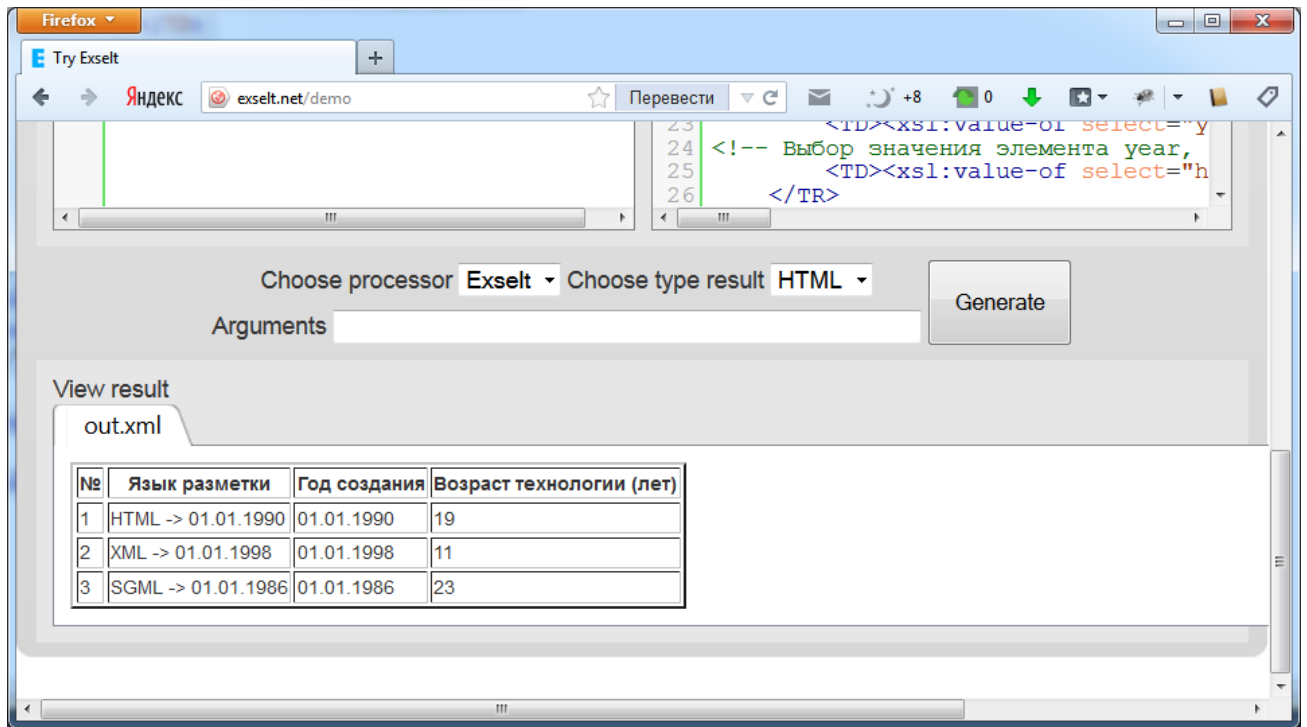 Firefox
Try Exselt
Яндекс exselt.net/demo Перевести +8 0
23 <TD><xsl:value-of select="y
24 <!-- Выбор значения элемента year,
25 <TD><xsl:value-of select="h
26 </TR>
Choose processor Exselt Choose type result HTML
Generate
Arguments
View result
out.xml
№ Язык разметки Год создания Возраст технологии (лет)
1 HTML -> 01.01.1990 01.01.1990 19
2 XML -> 01.01.1998 01.01.1998 11
3 SGML -> 01.01.1986 01.01.1986 23